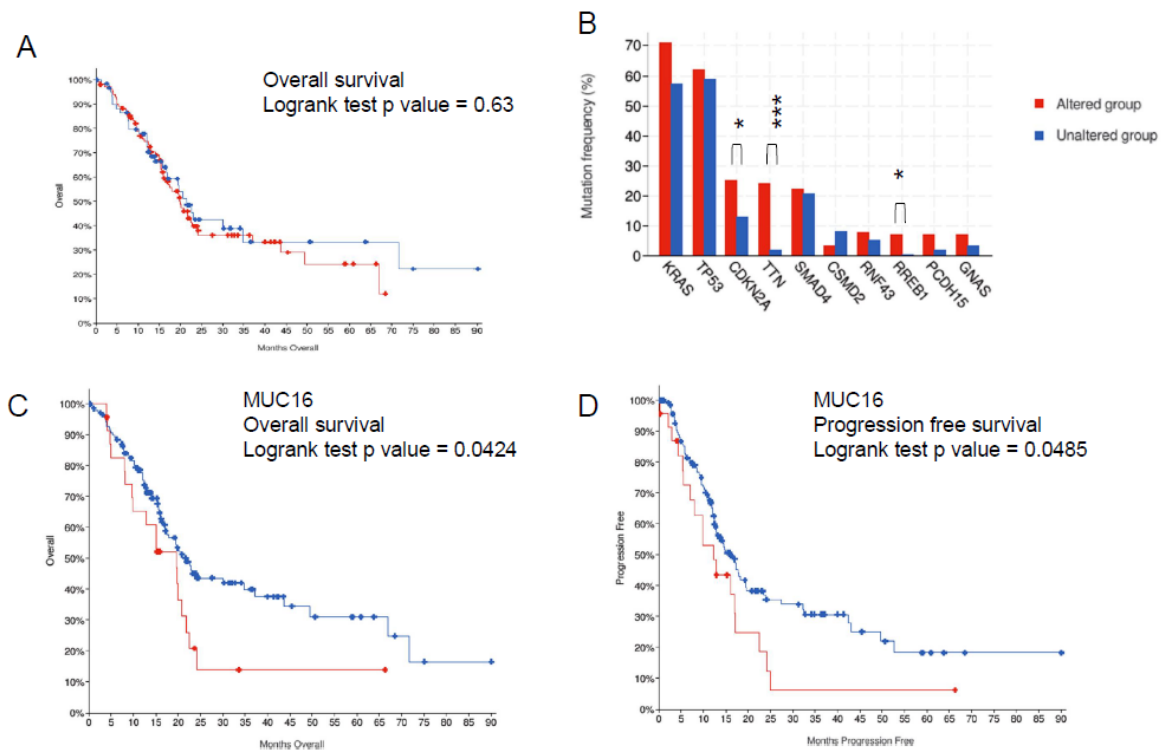 A
Overall survival
Logrank test p value = 0.63
100%
90%
80%
70%
60%
50%
40%
30%
20%
10%
0%
Overall
0 5 10 15 20 25 30 35 40 45 50 55 60 65 70 75 80 85 90
Months Overall
B
Mutation frequency (%)
70
60
50
40
30
20
10
0
*
***
*
KRAS
TP53
CDKN2A
TTN
SMAD4
CSMD2
RNF43
RREB1
PCDH15
GNAS
Altered group
Unaltered group
C
MUC16
Overall survival
Logrank test p value = 0.0424
100%
90%
80%
70%
60%
50%
40%
30%
20%
10%
0%
Overall
0 5 10 15 20 25 30 35 40 45 50 55 60 65 70 75 80 85 90
Months Overall
D
MUC16
Progression free survival
Logrank test p value = 0.0485
100%
90%
80%
70%
60%
50%
40%
30%
20%
10%
0%
Progression Free
0 5 10 15 20 25 30 35 40 45 50 55 60 65 70 75 80 85 90
Months Progression Free